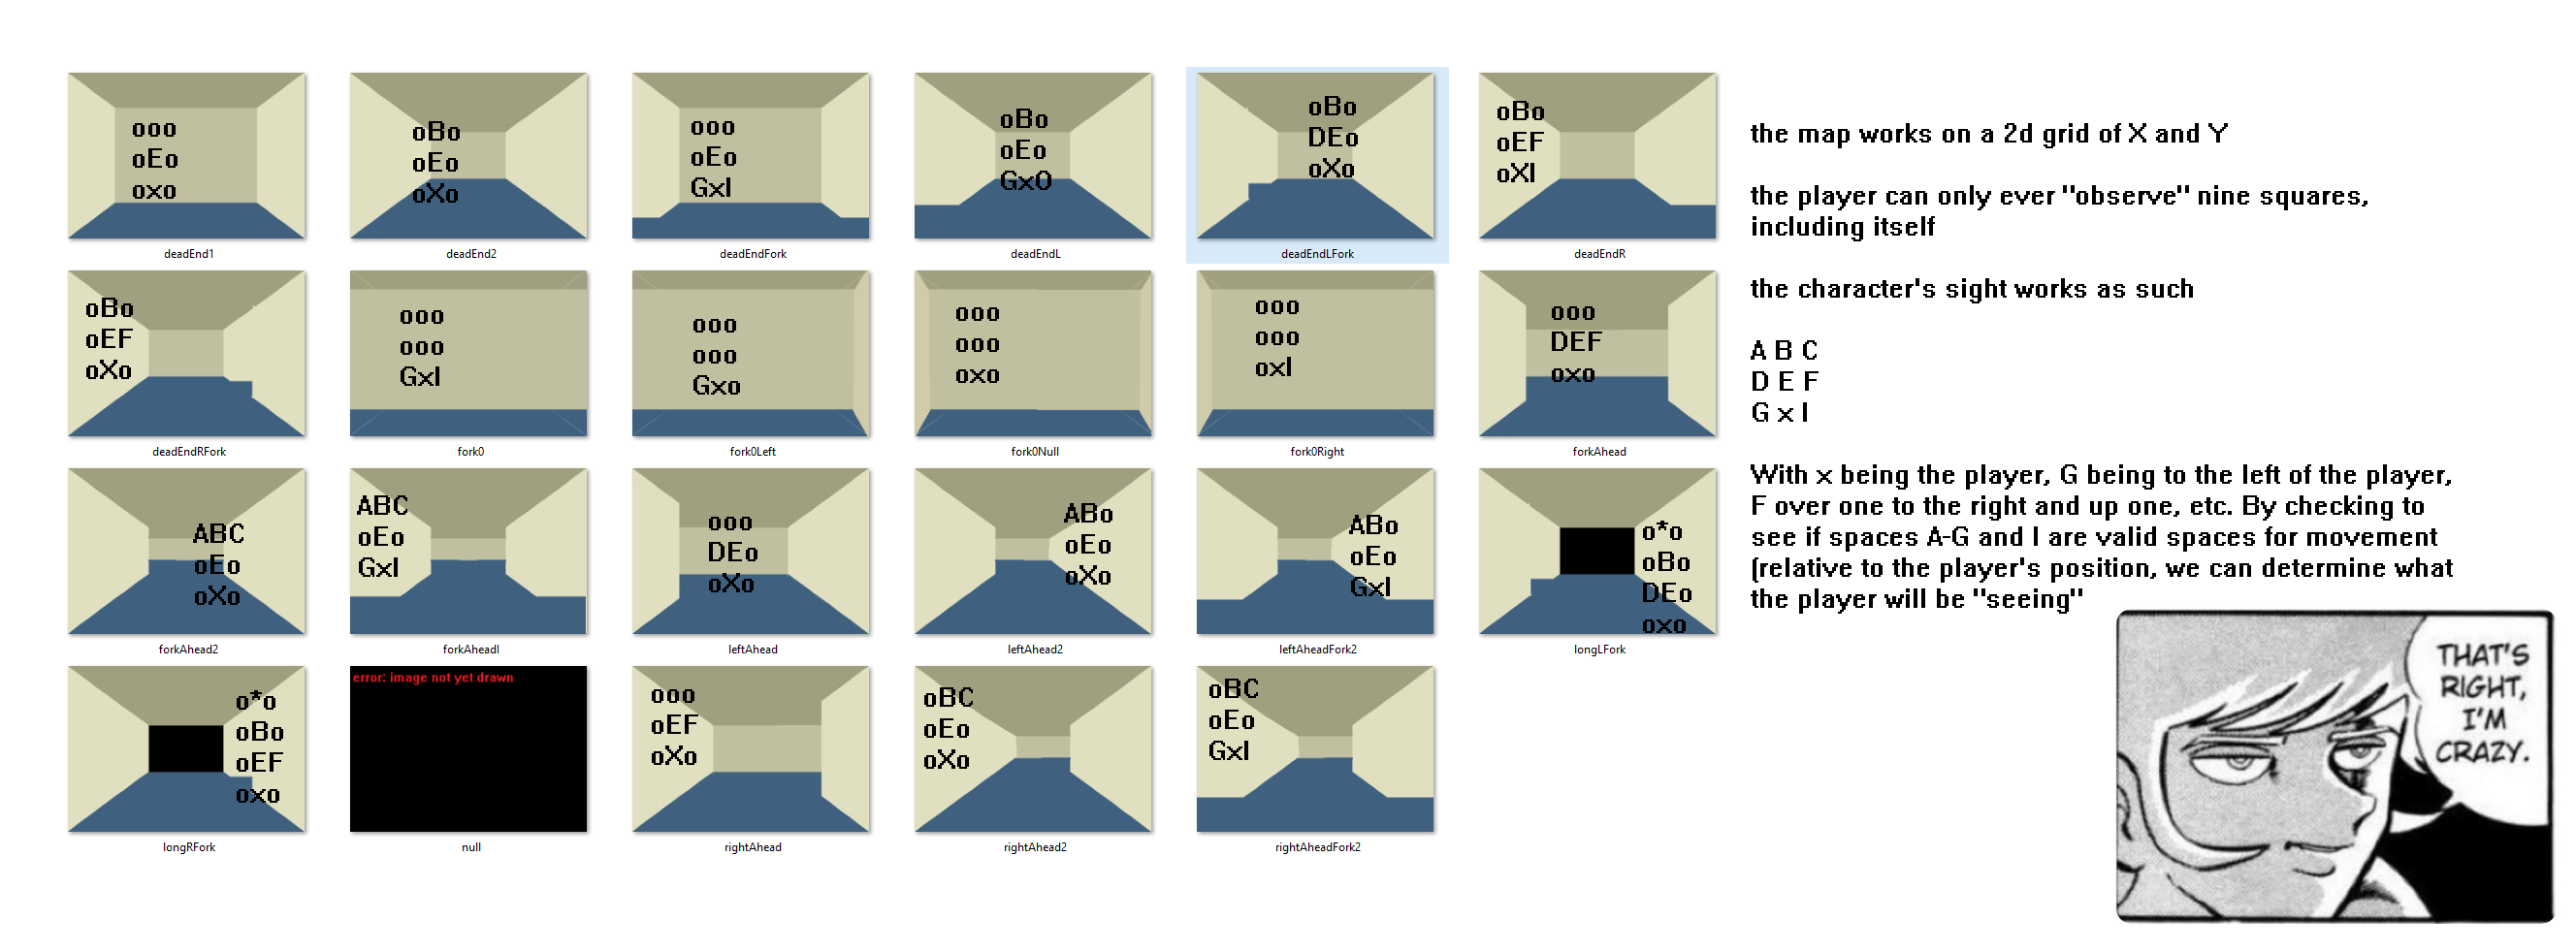 ooo
oEo
oxo
deadEnd1
oBo
oEo
oXo
deadEnd2
ooo
oEo
GxI
deadEndFork
oBo
oEo
GxO
deadEndL
oBo
DEo
oXo
deadEndLFork
oBo
oEF
oXI
deadEndR
oBo
oEF
oXo
deadEndRFork
ooo
ooo
GxI
fork0
ooo
ooo
Gxo
fork0Left
ooo
ooo
oxo
fork0Null
ooo
ooo
oxI
fork0Right
ooo
DEF
oxo
forkAhead
ABC
oEo
oXo
forkAhead2
ABC
oEo
GxI
forkAheadI
ooo
DEo
oXo
leftAhead
ABo
oEo
oXo
leftAhead2
ABo
oEo
GxI
leftAheadFork2
o*o
oBo
DEo
oxo
longLFork
o*o
oBo
oEF
oxo
longRFork
error: image not yet drawn
null
ooo
oEF
oXo
rightAhead
oBC
oEo
oXo
rightAhead2
oBC
oEo
GxI
rightAheadFork2
the map works on a 2d grid of X and Y
the player can only ever "observe" nine squares,
including itself
the character's sight works as such
A B C
D E F
G x I
With x being the player, G being to the left of the player,
F over one to the right and up one, etc. By checking to
see if spaces A-G and I are valid spaces for movement
(relative to the player's position, we can determine what
the player will be "seeing"
THAT'S
RIGHT,
I'M
CRAZY.